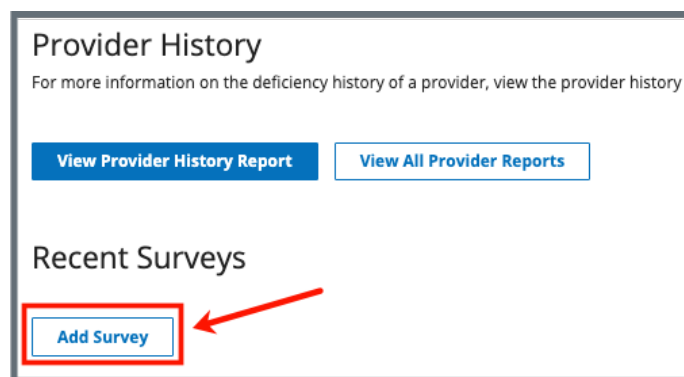 Provider History
For more information on the deficiency history of a provider, view the provider history
View Provider History Report
View All Provider Reports
Recent Surveys
Add Survey